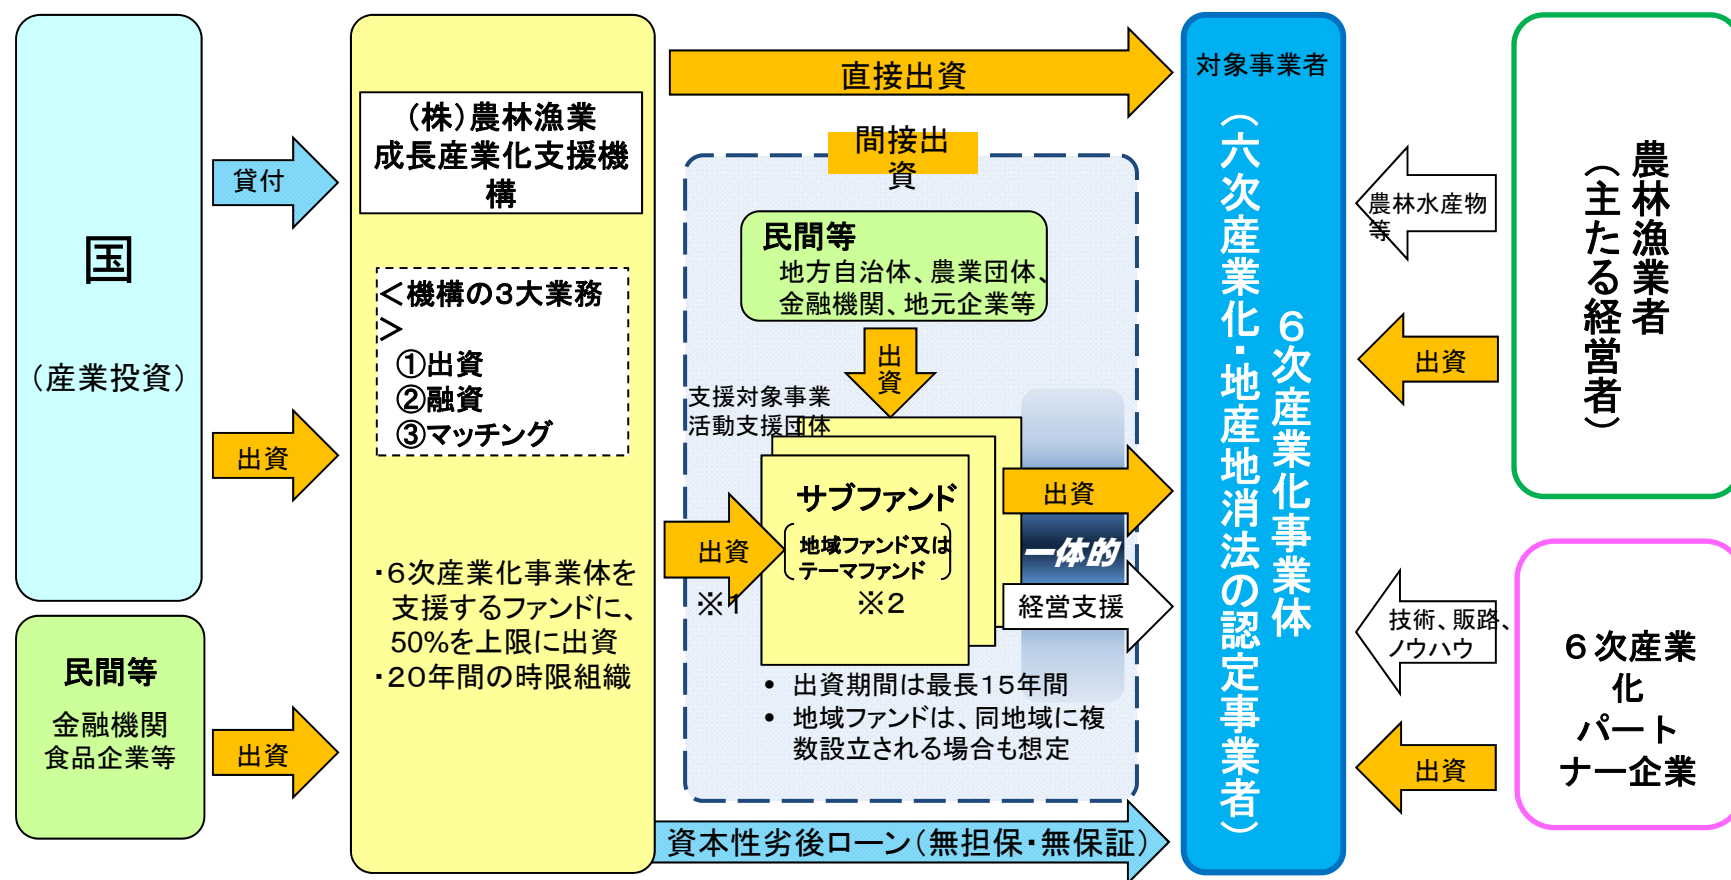 国
（産業投資）
民間等
金融機関
食品企業等
貸付
出資
出資
（株）農林漁業
成長産業化支援機
構
＜機構の３大業務
＞
①出資
②融資
③マッチング
・６次産業化事業体を
支援するファンドに、
50%を上限に出資
・２０年間の時限組織
直接出資
間接出
資
民間等
地方自治体、農業団体、
金融機関、地元企業等
出
資
支援対象事業
活動支援団体
出資
※１
サブファンド
地域ファンド又は
テーマファンド
※２
出資
一体的
経営支援
• 出資期間は最長１５年間
• 地域ファンドは、同地域に複
数設立される場合も想定
資本性劣後ローン（無担保・無保証）
対象事業者
６次産業化事業体
（六次産業化・地産地消法の認定事業者）
農林水産物
等
出資
技術、販路、
ノウハウ
出資
農林漁業者
（主たる経営者）
６次産業
化
パート
ナー企業